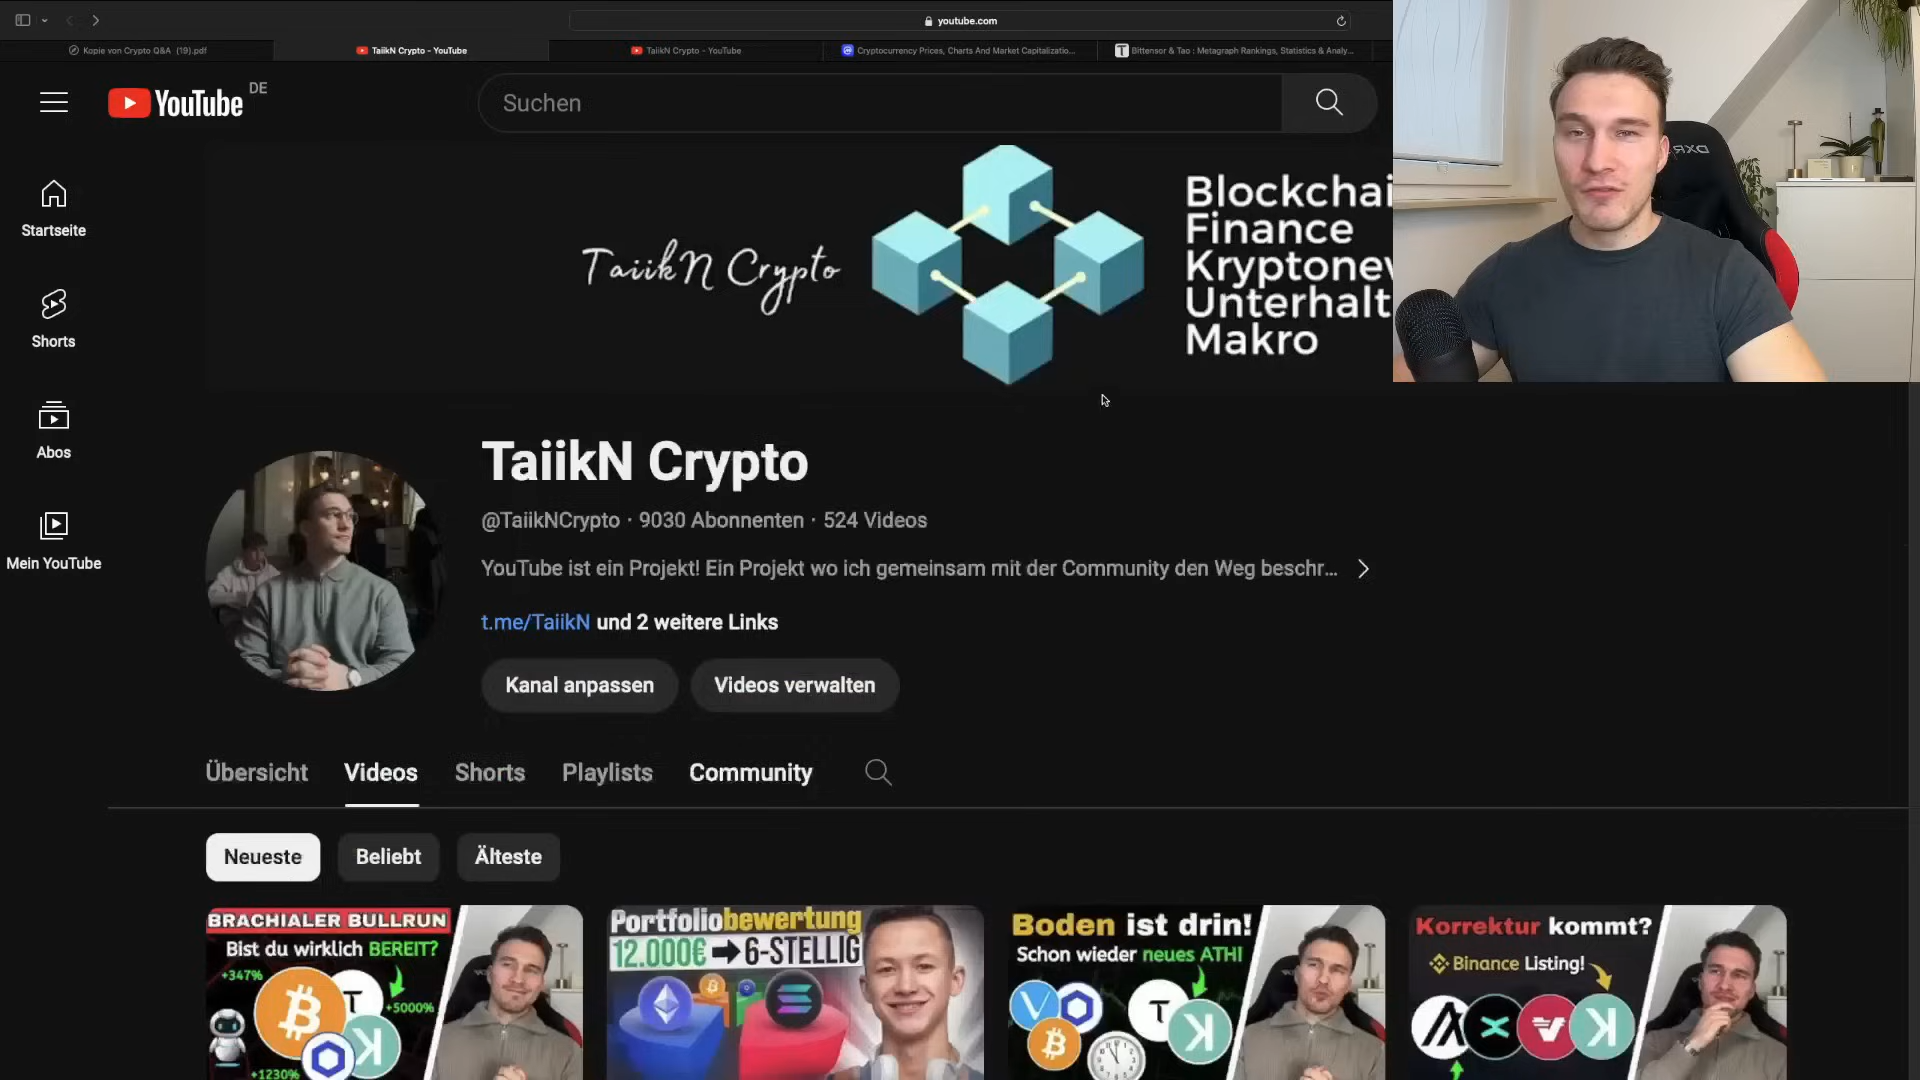 youtube.com
Kopie von Crypto Q&A (19).pdf
TaiikN Crypto - YouTube
TaiikN Crypto - YouTube
Cryptocurrency Prices, Charts And Market Capitalizatio...
Bittensor & Tao : Metagraph Rankings, Statistics & Analy...
YouTube DE
Suchen
Startseite
Shorts
Abos
Mein YouTube
TaiikN Crypto
Blockchai
Finance
Kryptonev
Unterhalt
Makro
DXR
TaiikN Crypto
@TaiikNCrypto · 9030 Abonnenten · 524 Videos
YouTube ist ein Projekt! Ein Projekt wo ich gemeinsam mit der Community den Weg beschr...
t.me/TaiikN und 2 weitere Links
Kanal anpassen
Videos verwalten
Übersicht
Videos
Shorts
Playlists
Community
Neueste
Beliebt
Älteste
BRACHIALER BULLRUN
Bist du wirklich BEREIT?
+347%
+5000%
+1230%
Portfoliobewertung
12.000€ → 6-STELLIG
Boden ist drin!
Schon wieder neues ATH!
Korrektur kommt?
Binance Listing!